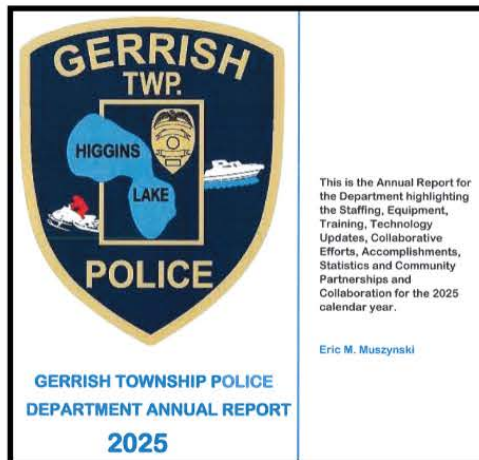 GERRISH
TWP.
HIGGINS
LAKE
POLICE
GERRISH TOWNSHIP POLICE
DEPARTMENT ANNUAL REPORT
2025
This is the Annual Report for
the Department highlighting
the Staffing, Equipment,
Training, Technology
Updates, Collaborative
Efforts, Accomplishments,
Statistics and Community
Partnerships and
Collaboration for the 2025
calendar year.
Eric M. Muszynski